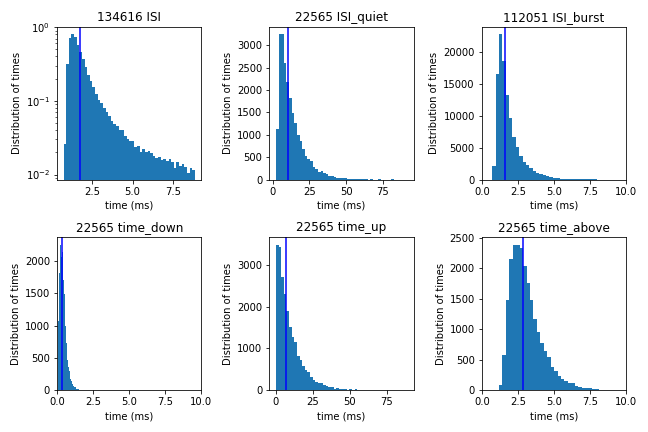 134616 ISI
Distribution of times
10⁰
10⁻¹
10⁻²
2.5 5.0 7.5
time (ms)
22565 ISI_quiet
Distribution of times
3000
2500
2000
1500
1000
500
0
0 25 50 75
time (ms)
112051 ISI_burst
Distribution of times
20000
15000
10000
5000
0
0.0 2.5 5.0 7.5 10.0
time (ms)
22565 time_down
Distribution of times
2000
1500
1000
500
0
0.0 2.5 5.0 7.5 10.0
time (ms)
22565 time_up
Distribution of times
3000
2000
1000
0
0 25 50 75
time (ms)
22565 time_above
Distribution of times
2500
2000
1500
1000
500
0
0.0 2.5 5.0 7.5 10.0
time (ms)